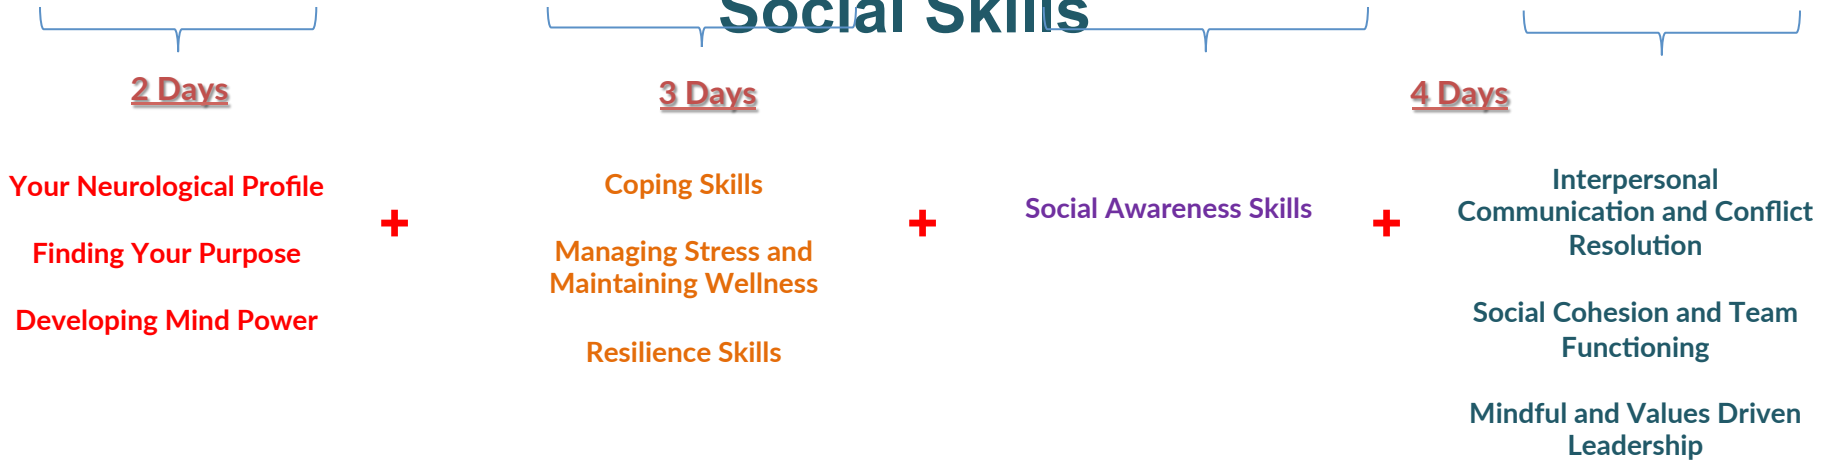 Social Skills
2 Days
3 Days
4 Days
Your Neurological Profile
Finding Your Purpose
Developing Mind Power
+
Coping Skills
Managing Stress and
Maintaining Wellness
Resilience Skills
+
Social Awareness Skills
+
Interpersonal
Communication and Conflict
Resolution
Social Cohesion and Team
Functioning
Mindful and Values Driven
Leadership